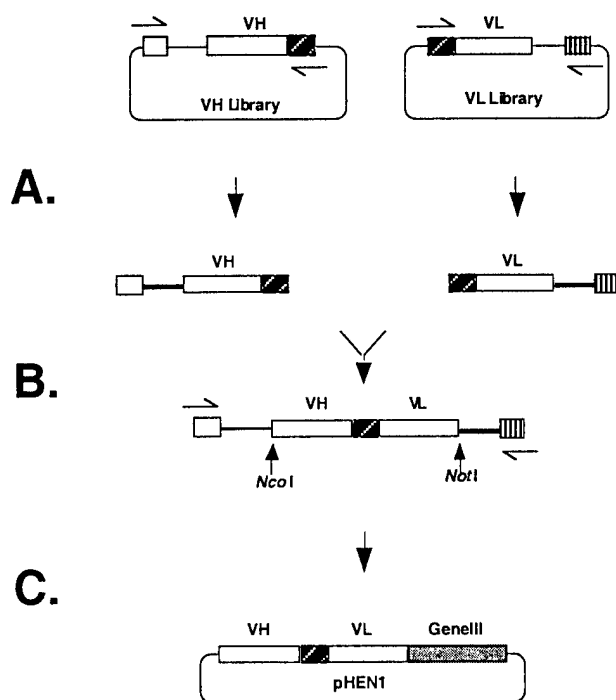 VH
VL
VH Library
VL Library
A.
VH
VL
B.
VH
VL
NcoI
NotI
C.
VH
VL
GeneIII
pHEN1